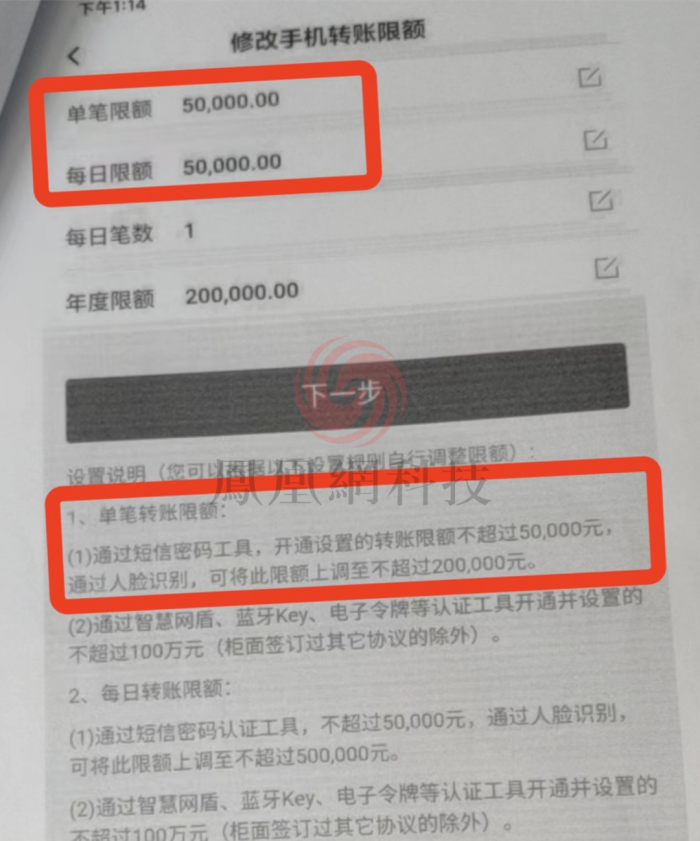 下午1:14
修改手机转账限额
单笔限额 50,000.00
每日限额 50,000.00
每日笔数 1
年度限额 200,000.00
下一步
设置说明（您可以根据以下设置细则自行调整限额）:
鳳凰網科技
1、单笔转账限额:
(1)通过短信密码工具，开通设置的转账限额不超过50,000元，
通过人脸识别，可将此限额上调至不超过200,000元。
(2)通过智慧网盾、蓝牙Key、电子令牌等认证工具开通并设置的
不超过100万元（柜面签订过其它协议的除外）。
2、每日转账限额:
(1)通过短信密码认证工具，不超过50,000元，通过人脸识别，
可将此限额上调至不超过500,000元。
(2)通过智慧网盾、蓝牙Key、电子令牌等认证工具开通并设置的
不超过100万元（柜面签订过其它协议的除外）。